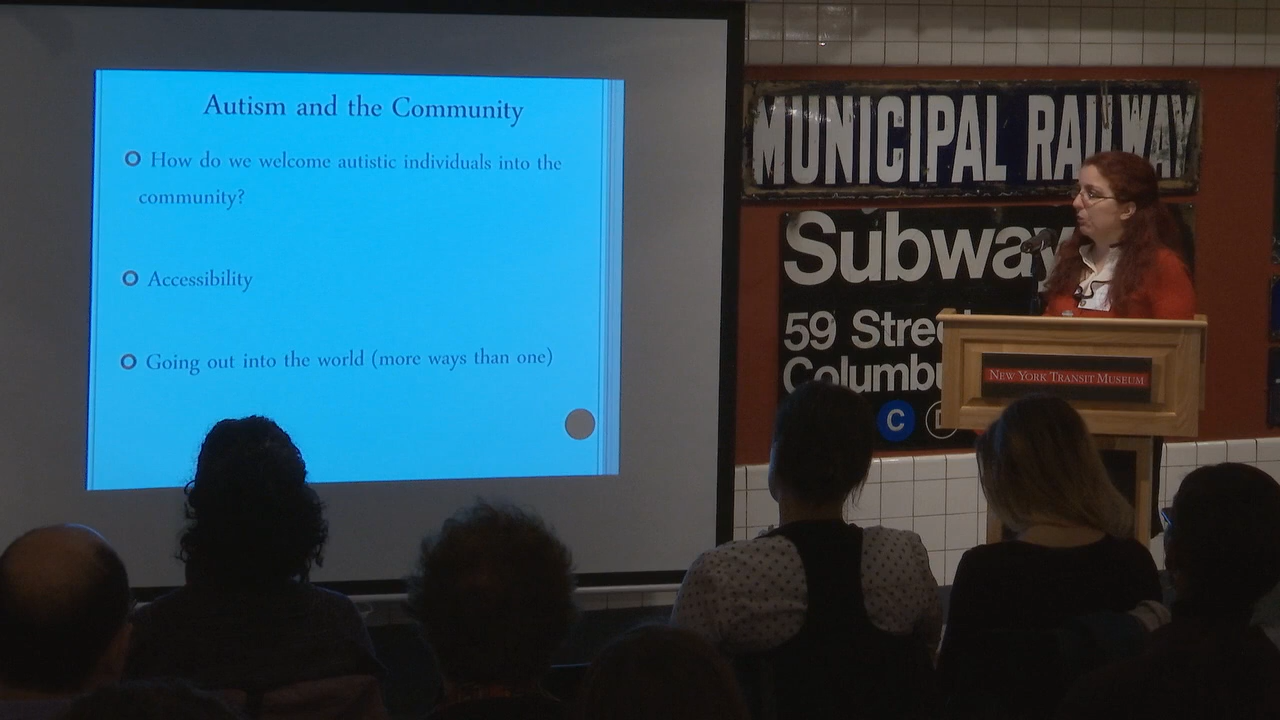 Autism and the Community
How do we welcome autistic individuals into the
community?
Accessibility
Going out into the world (more ways than one)
MUNICIPAL RAILWAY
Subway
59 Stree
Columbu
C
NEW YORK TRANSIT MUSEUM